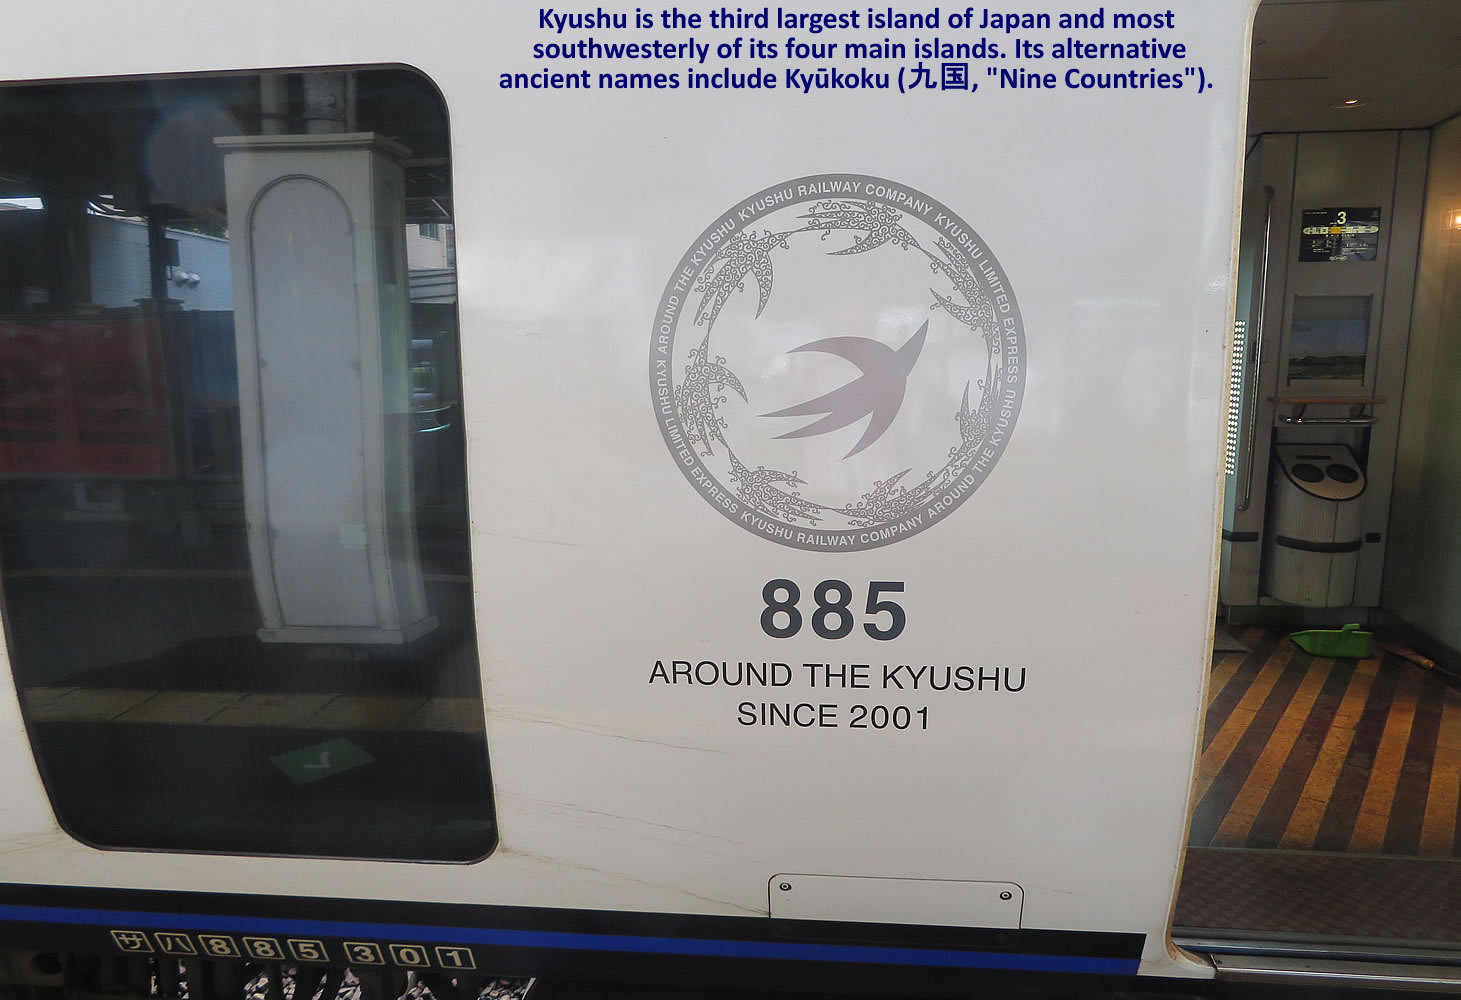 Kyushu is the third largest island of Japan and most
southwesterly of its four main islands. Its alternative
ancient names include Kyūkoku (九国, "Nine Countries").
KYUSHU RAILWAY COMPANY KYUSHU LIMITED EXPRESS AROUND THE KYUSHU KYUSHU RAILWAY COMPANY KYUSHU LIMITED EXPRESS AROUND THE KYUSHU
3
885
AROUND THE KYUSHU
SINCE 2001
サハ885 301